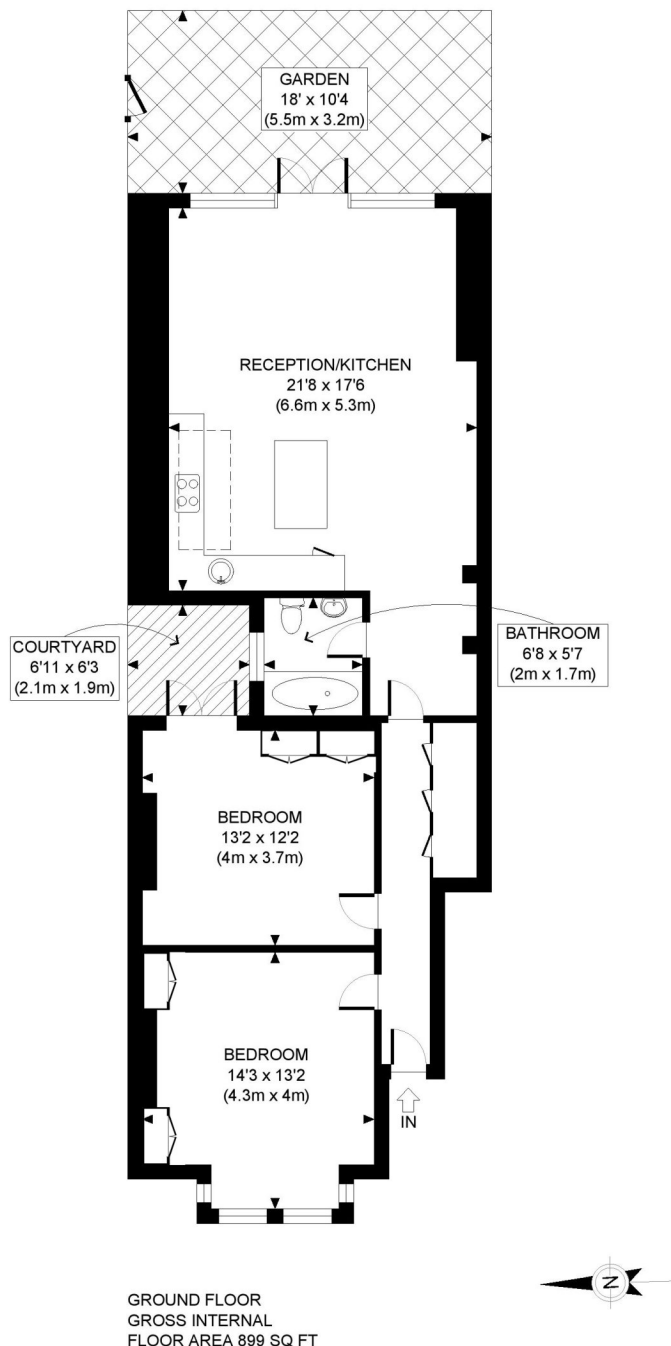 GARDEN
18' x 10'4
(5.5m x 3.2m)
RECEPTION/KITCHEN
21'8 x 17'6
(6.6m x 5.3m)
COURTYARD
6'11 x 6'3
(2.1m x 1.9m)
BATHROOM
6'8 x 5'7
(2m x 1.7m)
BEDROOM
13'2 x 12'2
(4m x 3.7m)
BEDROOM
14'3 x 13'2
(4.3m x 4m)
IN
N
GROUND FLOOR
GROSS INTERNAL
FLOOR AREA 899 SQ FT